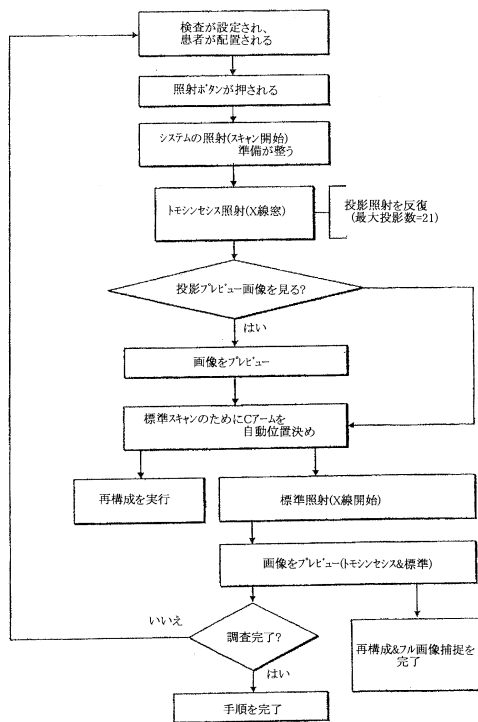 検査が設定され、
患者が配置される
照射ボタンが押される
システムの照射(スキャン開始)
準備が整う
トモシンセシス照射(X線窓)
投影照射を反復
(最大投影数=21)
投影プレビュー画像を見る?
はい
画像をプレビュー
標準スキャンのためにCアームを
自動位置決め
再構成を実行
標準照射(X線開始)
画像をプレビュー(トモシンセシス&標準)
いいえ
調査完了?
再構成&フル画像捕捉を
完了
はい
手順を完了